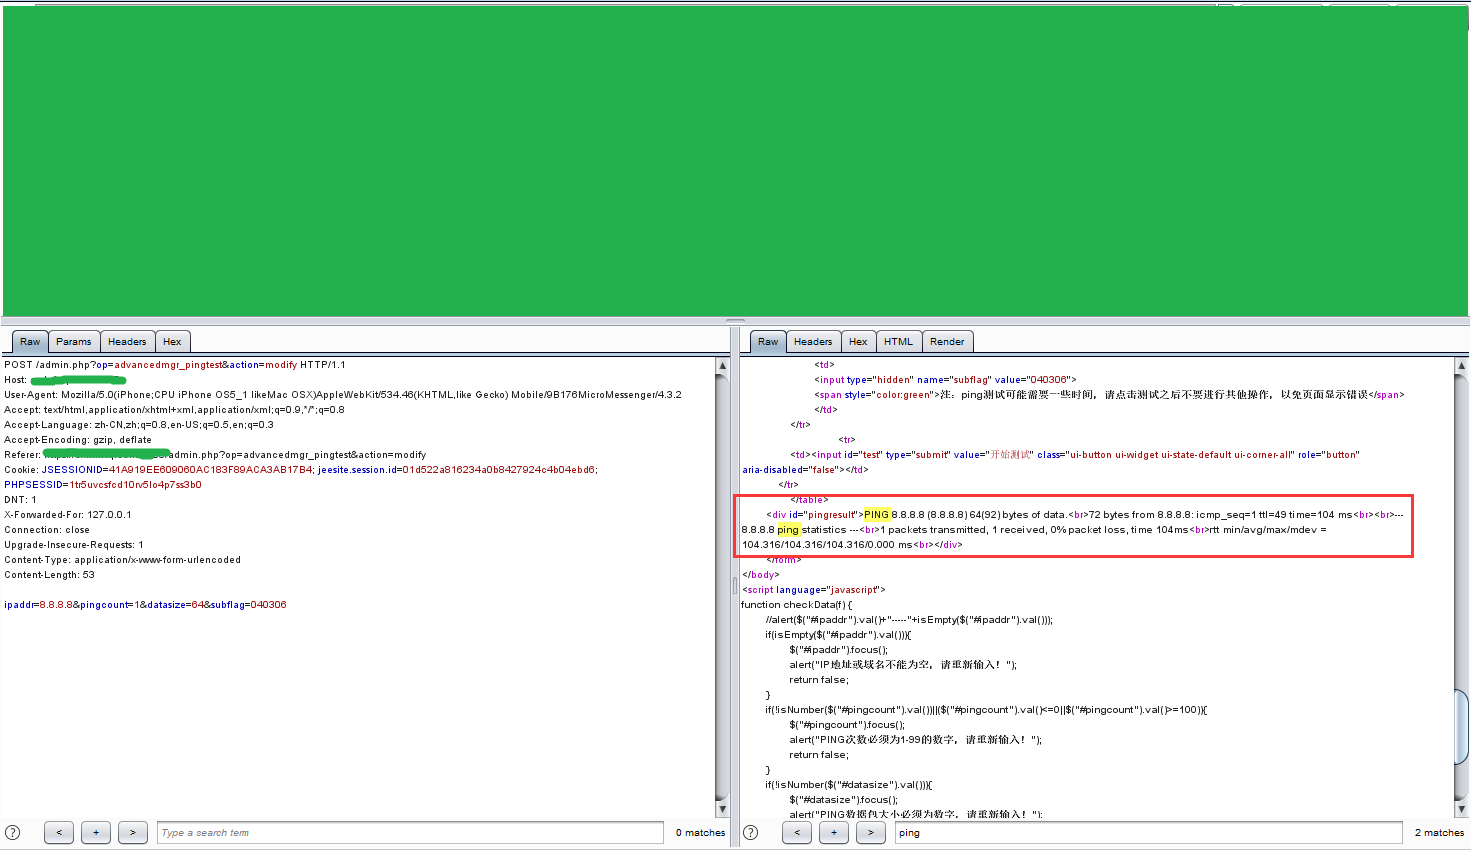 Raw Params Headers Hex
POST /admin.php?op=advancedmgr_pingtest&action=modify HTTP/1.1
Host:
User-Agent: Mozilla/5.0(iPhone;CPU iPhone OS5_1 likeMac OSX)AppleWebKit/534.46(KHTML,like Gecko) Mobile/9B176MicroMessenger/4.3.2
Accept: text/html,application/xhtml+xml,application/xml;q=0.9,*/*;q=0.8
Accept-Language: zh-CN,zh;q=0.8,en-US;q=0.5,en;q=0.3
Accept-Encoding: gzip, deflate
Referer: /admin.php?op=advancedmgr_pingtest&action=modify
Cookie: JSESSIONID=41A919EE609060AC183F89ACA3AB17B4; jeesite.session.id=01d522a816234a0b8427924c4b04ebd6;
PHPSESSID=1tr5uvcsfcd10rv5lo4p7ss3b0
DNT: 1
X-Forwarded-For: 127.0.0.1
Connection: close
Upgrade-Insecure-Requests: 1
Content-Type: application/x-www-form-urlencoded
Content-Length: 53
ipaddr=8.8.8.8&pingcount=1&datasize=64&subflag=040306
? < + > Type a search term 0 matches
Raw Headers Hex HTML Render
<td>
<input type="hidden" name="subflag" value="040306">
<span style="color:green">注：ping测试可能需要一些时间，请点击测试之后不要进行其他操作，以免页面显示错误</span>
</td>
</tr>
<tr>
<td><input id="test" type="submit" value="开始测试" class="ui-button ui-widget ui-state-default ui-corner-all" role="button"
aria-disabled="false"></td>
</tr>
</table>
<div id="pingresult">PING 8.8.8.8 (8.8.8.8) 64(92) bytes of data.<br>72 bytes from 8.8.8.8: icmp_seq=1 ttl=49 time=104 ms<br><br>---
8.8.8.8 ping statistics ---<br>1 packets transmitted, 1 received, 0% packet loss, time 104ms<br>rtt min/avg/max/mdev =
104.316/104.316/104.316/0.000 ms<br></div>
</form>
</body>
<script language="javascript">
function checkData(f) {
//alert($("#ipaddr").val()+"-----"+isEmpty($("#ipaddr").val()));
if(isEmpty($("#ipaddr").val())){
$("#ipaddr").focus();
alert("IP地址或域名不能为空，请重新输入！");
return false;
}
if(!isNumber($("#pingcount").val())||($("#pingcount").val()<=0||$("#pingcount").val()>=100)){
$("#pingcount").focus();
alert("PING次数必须为1-99的数字，请重新输入！");
return false;
}
if(!isNumber($("#datasize").val())){
$("#datasize").focus();
alert("PING数据包大小必须为数字，请重新输入！");
? < + > ping 2 matches